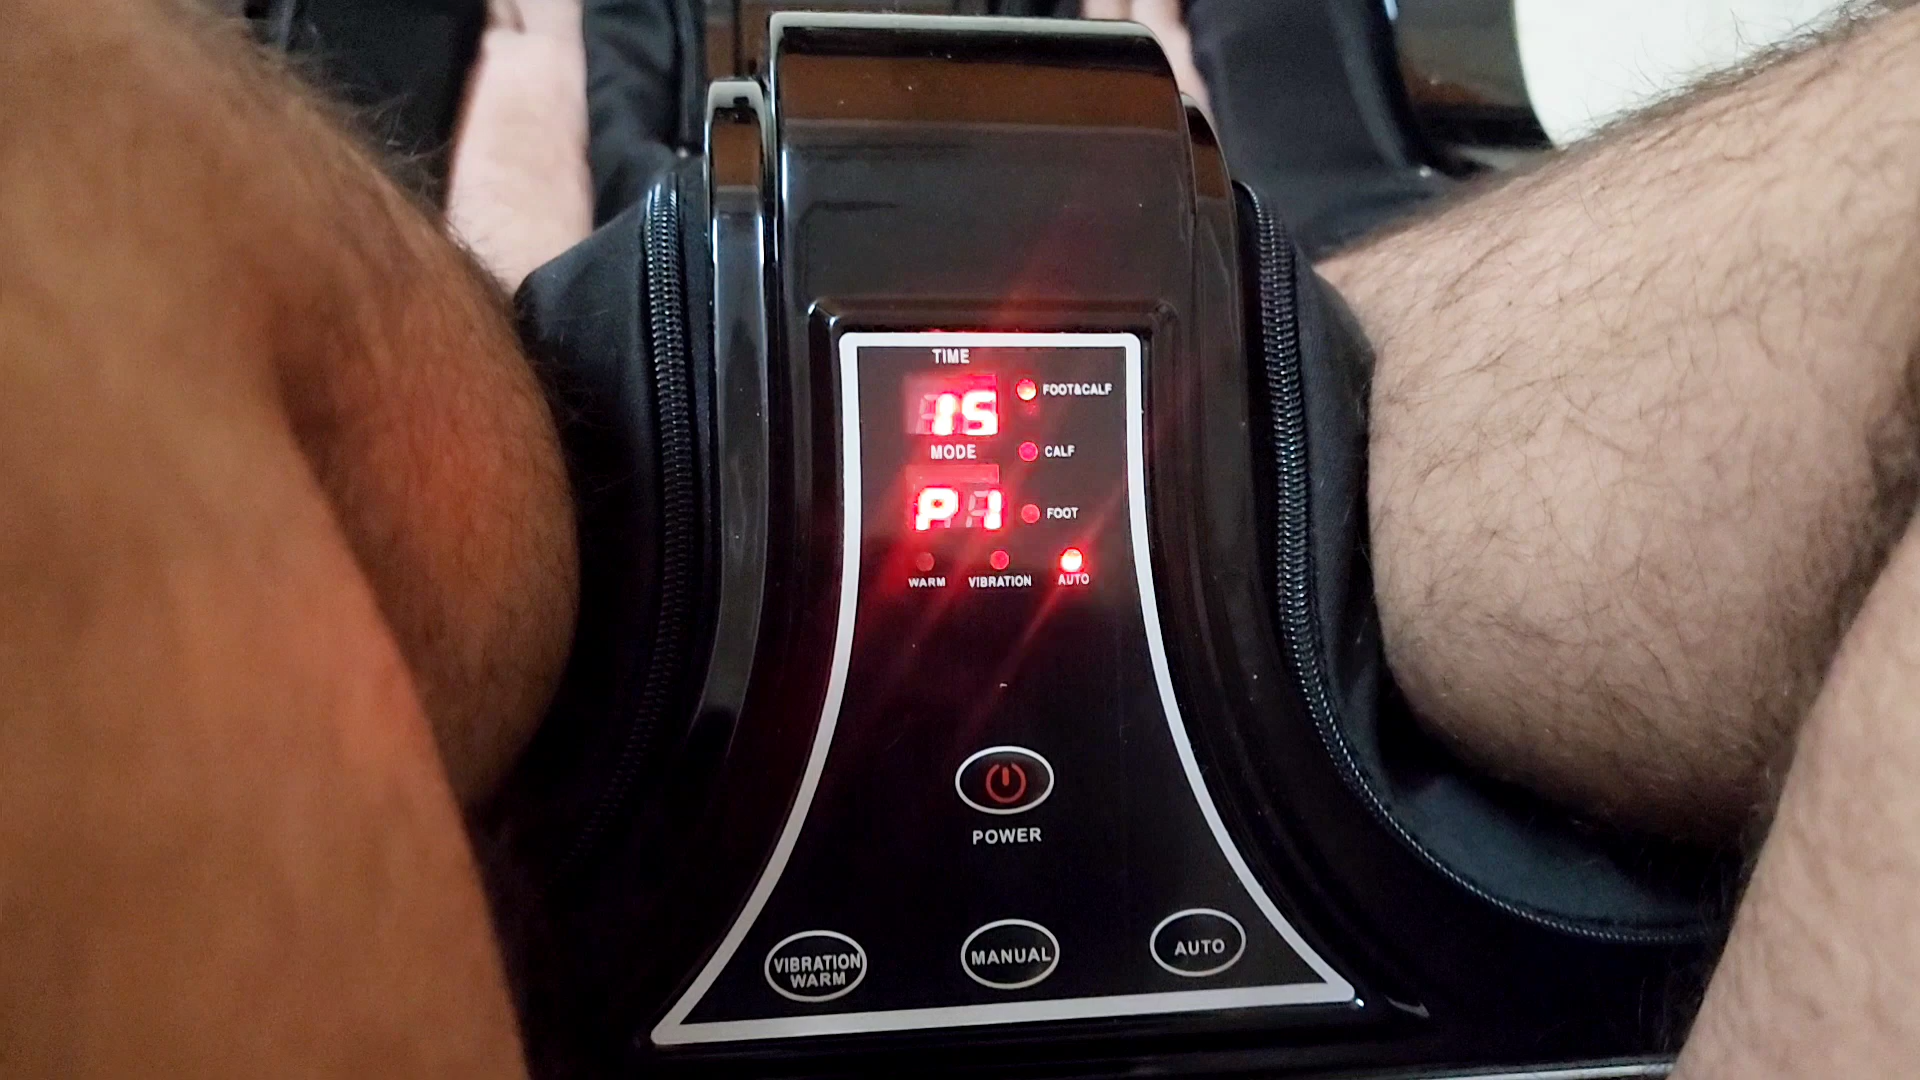 TIME
15
FOOT&CALF
MODE
CALF
P1
FOOT
WARM VIBRATION AUTO
POWER
VIBRATION
WARM
MANUAL
AUTO